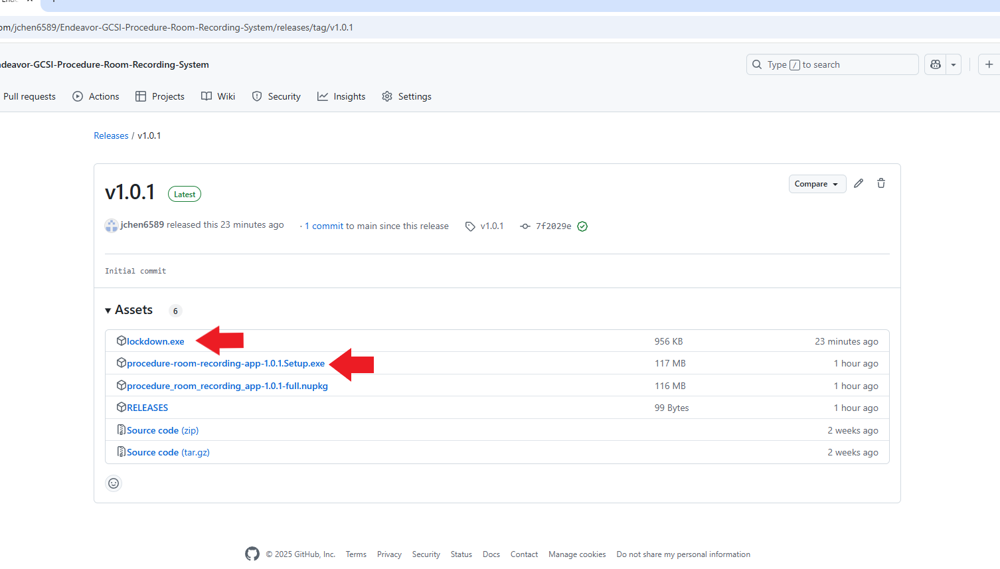 om/jchen6589/Endeavor-GCSI-Procedure-Room-Recording-System/releases/tag/v1.0.1
ndeavor-GCSI-Procedure-Room-Recording-System
Type / to search
Pull requests Actions Projects Wiki Security Insights Settings
Releases / v1.0.1
v1.0.1 Latest
Compare
jchen6589 released this 23 minutes ago · 1 commit to main since this release v1.0.1 7f2029e
Initial commit
Assets 6
lockdown.exe 956 KB 23 minutes ago
procedure-room-recording-app-1.0.1.Setup.exe 117 MB 1 hour ago
procedure_room_recording_app-1.0.1-full.nupkg 116 MB 1 hour ago
RELEASES 99 Bytes 1 hour ago
Source code (zip) 2 weeks ago
Source code (tar.gz) 2 weeks ago
© 2025 GitHub, Inc. Terms Privacy Security Status Docs Contact Manage cookies Do not share my personal information